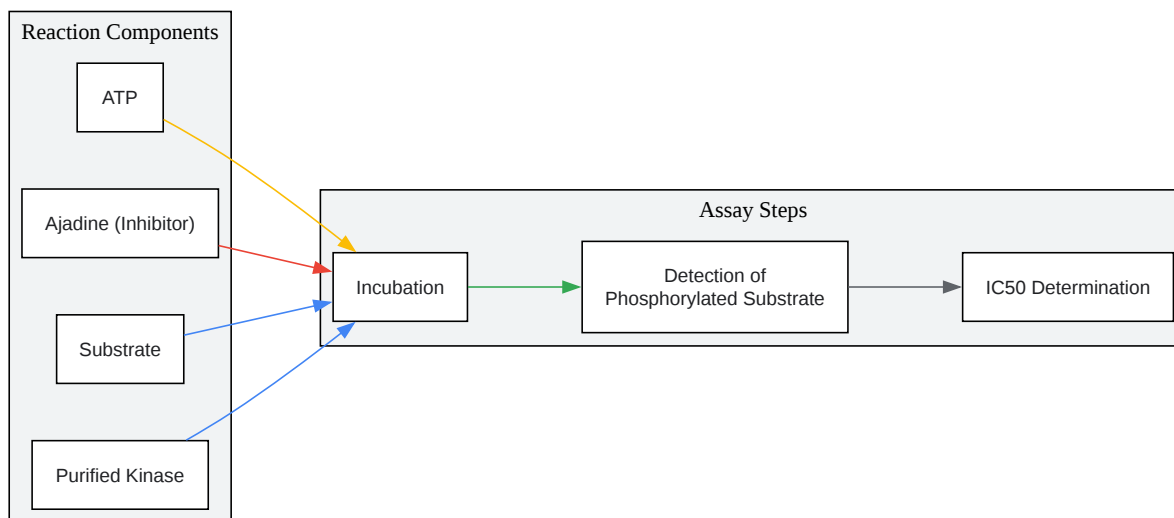 Reaction Components
ATP
Ajadine (Inhibitor)
Substrate
Purified Kinase
Assay Steps
Incubation
Detection of
Phosphorylated Substrate
IC50 Determination